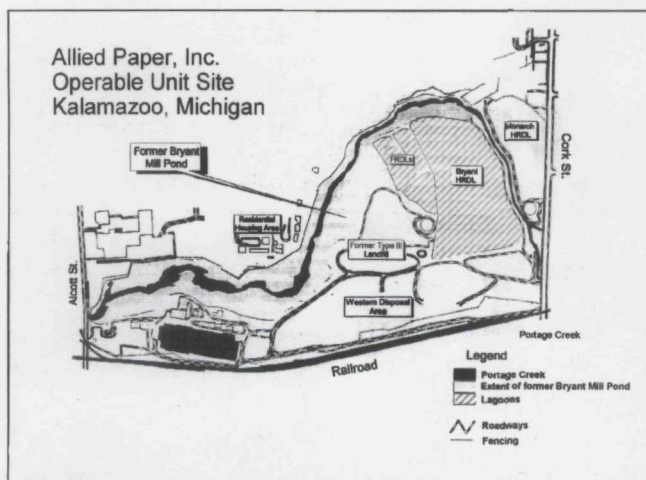 Allied Paper, Inc.
Operable Unit Site
Kalamazoo, Michigan
Former Bryant
Mill Pond
Monarch
HRDL
Cork St.
FRDLs
Bryant
HRDL
Residential
Housing Area
Former Type III
Landfill
Alcott St.
Western Disposal
Area
Railroad
Portage Creek
Legend
Portage Creek
Extent of former Bryant Mill Pond
Lagoons
Roadways
Fencing